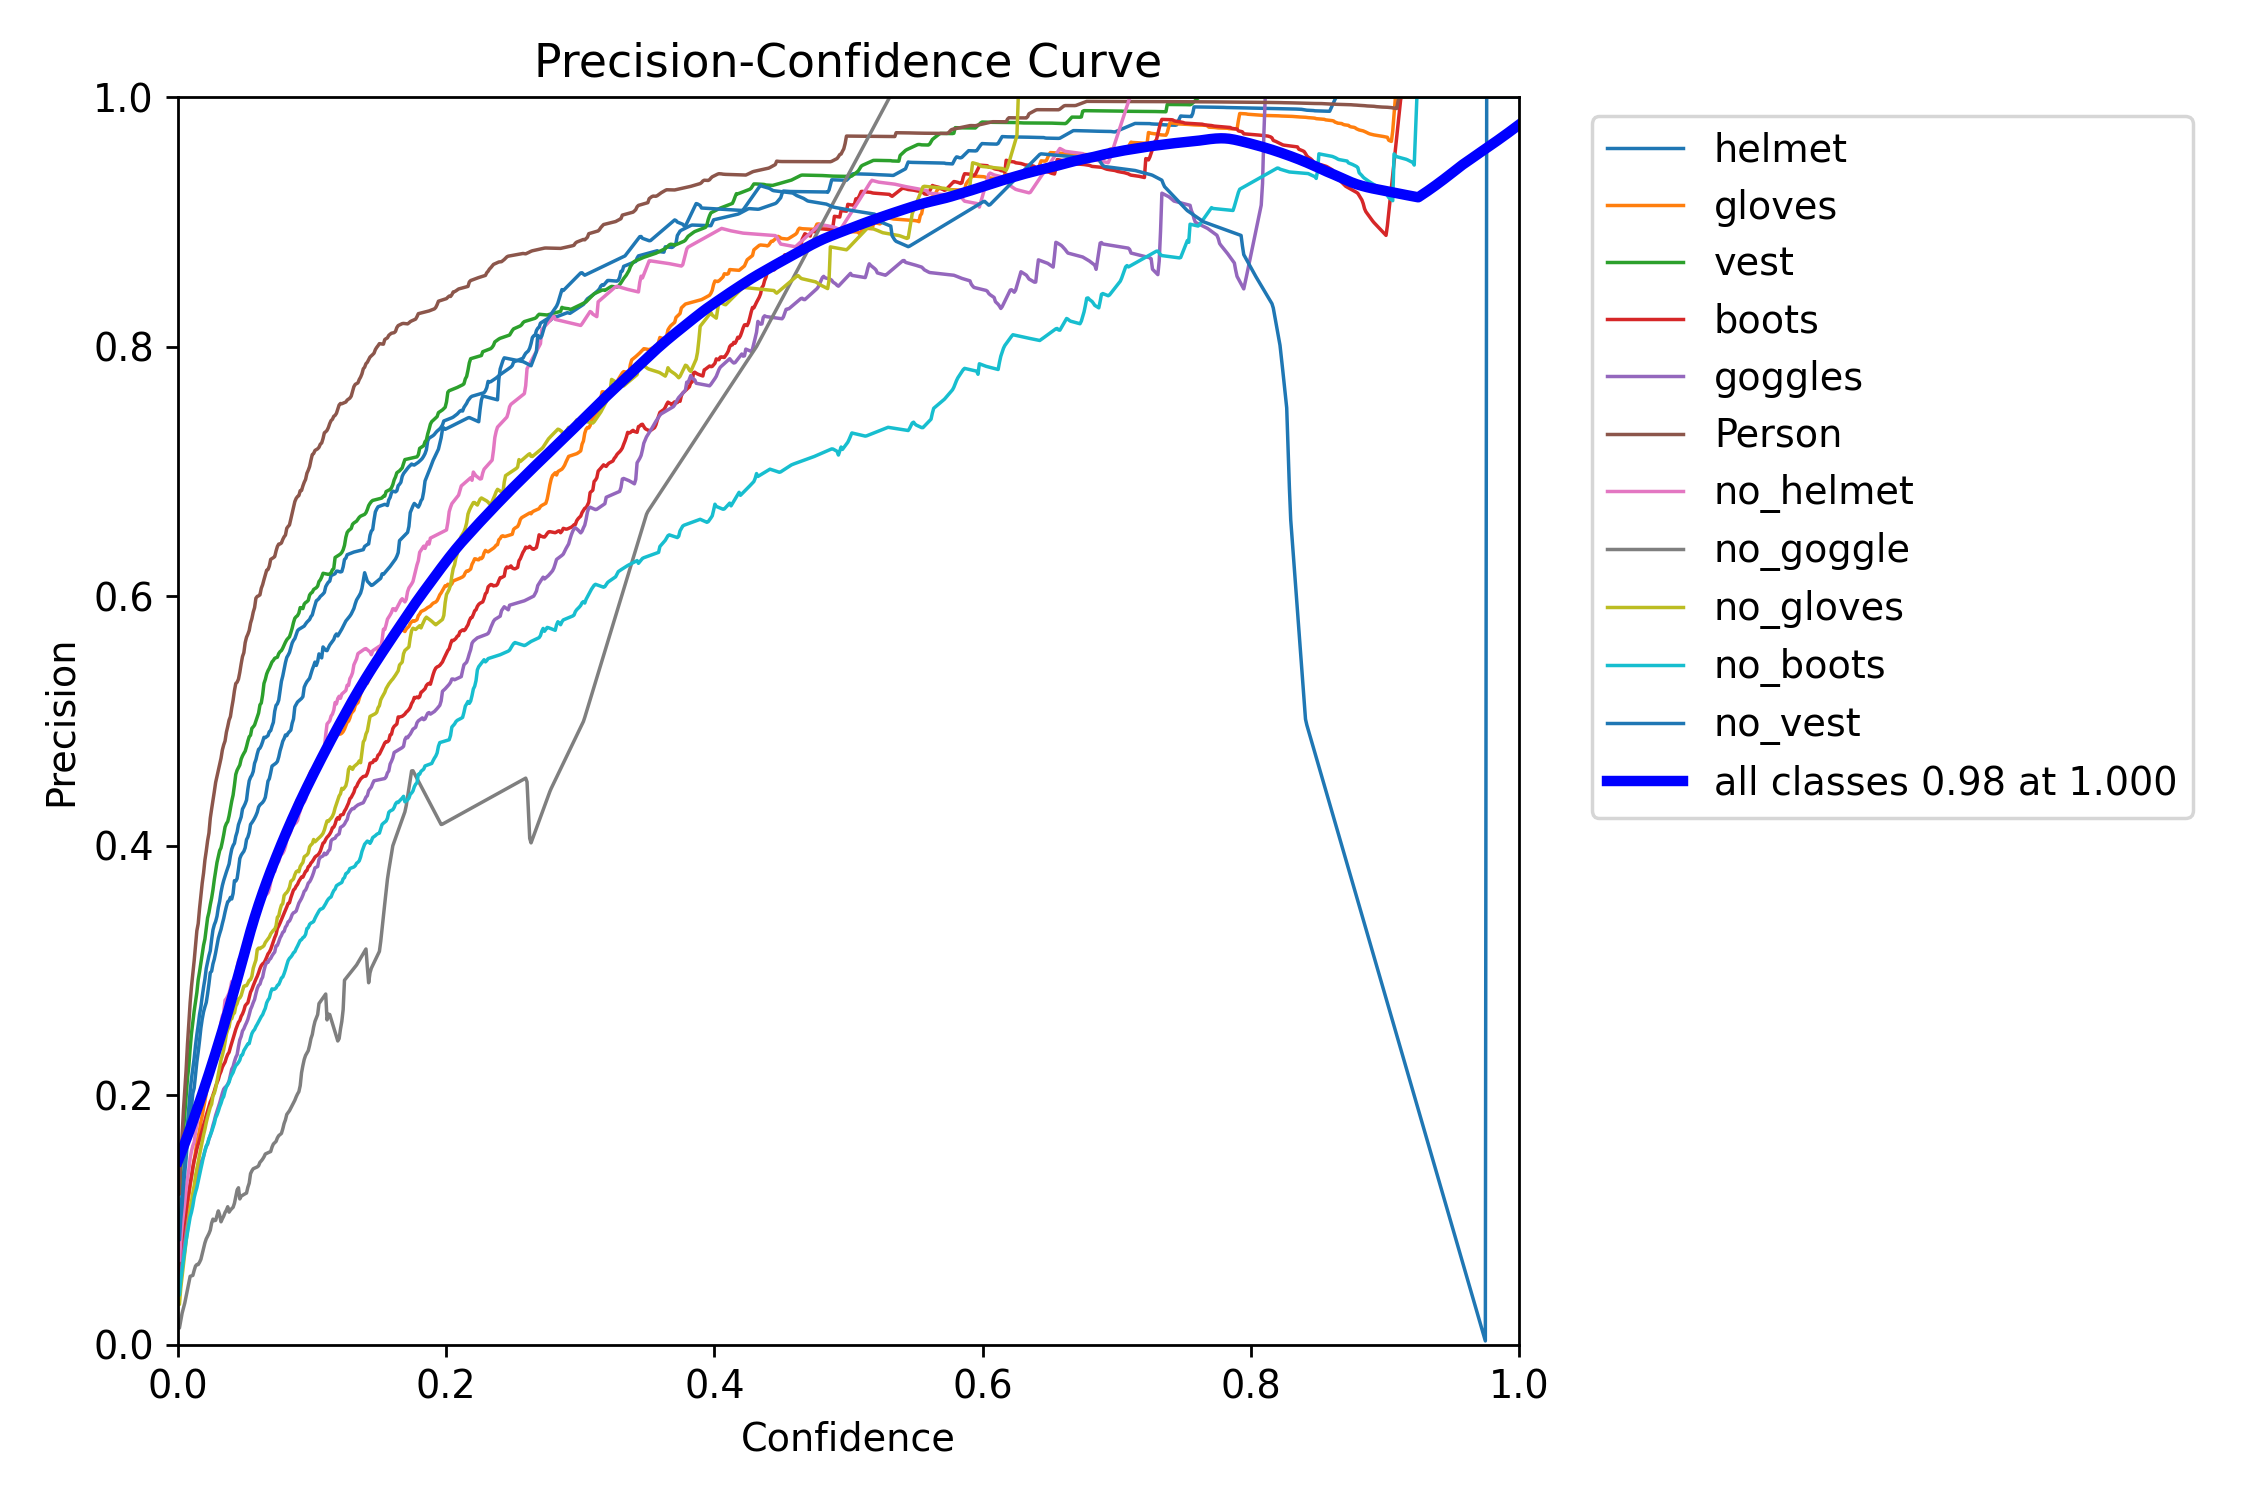 Precision-Confidence Curve
1.0
0.8
0.6
0.4
0.2
0.0
Precision
0.0 0.2 0.4 0.6 0.8 1.0
Confidence
helmet
gloves
vest
boots
goggles
Person
no_helmet
no_goggle
no_gloves
no_boots
no_vest
all classes 0.98 at 1.000